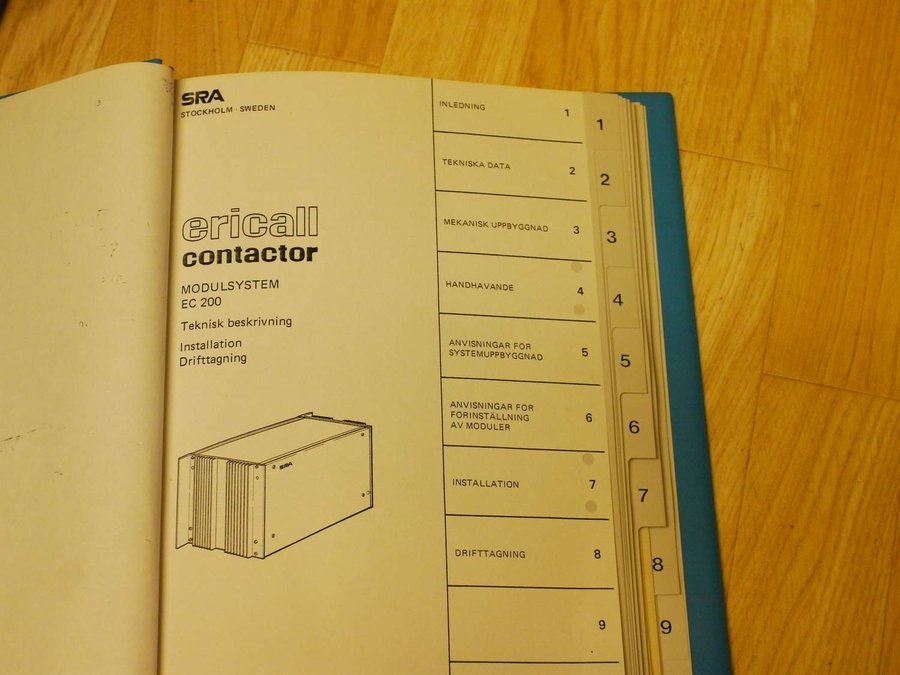 SRA
STOCKHOLM · SWEDEN
ericall
contactor
MODULSYSTEM
EC 200
Teknisk beskrivning
Installation
Drifttagning
SRA
INLEDNING 1
TEKNISKA DATA 2
MEKANISK UPPBYGGNAD 3
HANDHAVANDE 4
ANVISNINGAR FÖR
SYSTEMUPPBYGGNAD 5
ANVISNINGAR FÖR
FÖRINSTÄLLNING
AV MODULER 6
INSTALLATION 7
DRIFTTAGNING 8
9
1
2
3
4
5
6
7
8
9